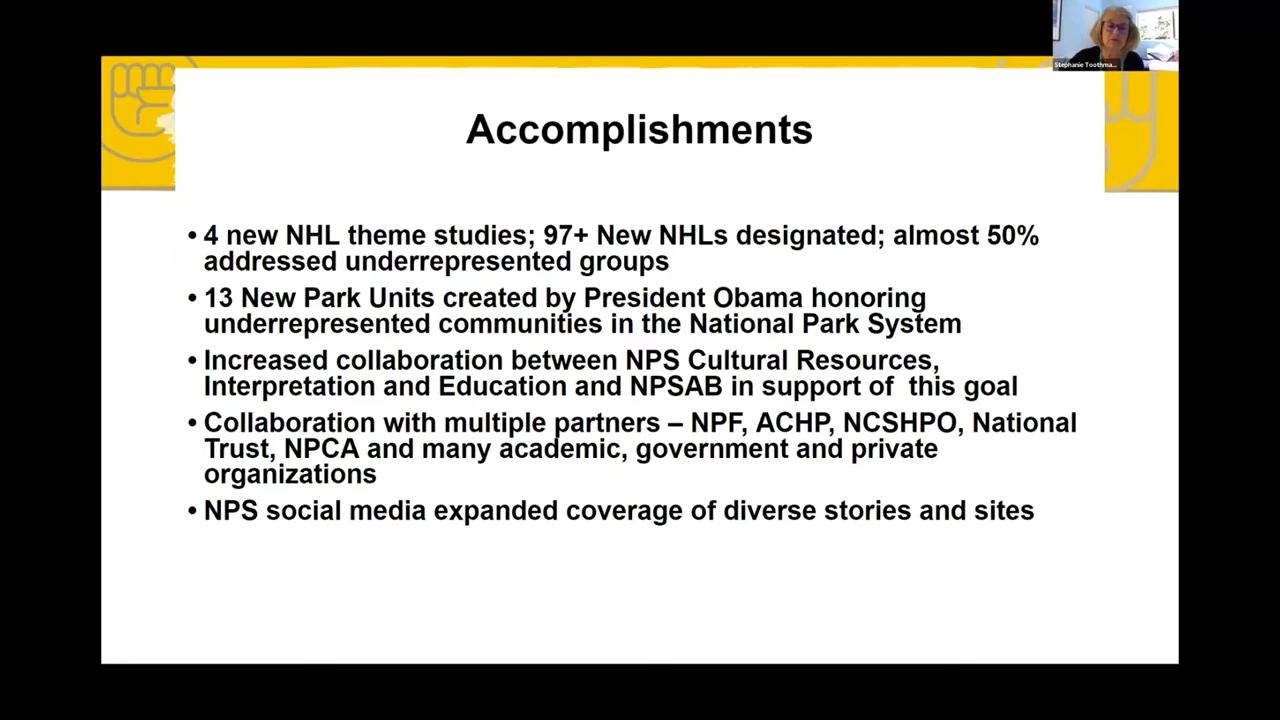 Stephanie Toothma...
Accomplishments
• 4 new NHL theme studies; 97+ New NHLs designated; almost 50%
addressed underrepresented groups
• 13 New Park Units created by President Obama honoring
underrepresented communities in the National Park System
• Increased collaboration between NPS Cultural Resources,
Interpretation and Education and NPSAB in support of  this goal
• Collaboration with multiple partners – NPF, ACHP, NCSHPO, National
Trust, NPCA and many academic, government and private
organizations
• NPS social media expanded coverage of diverse stories and sites